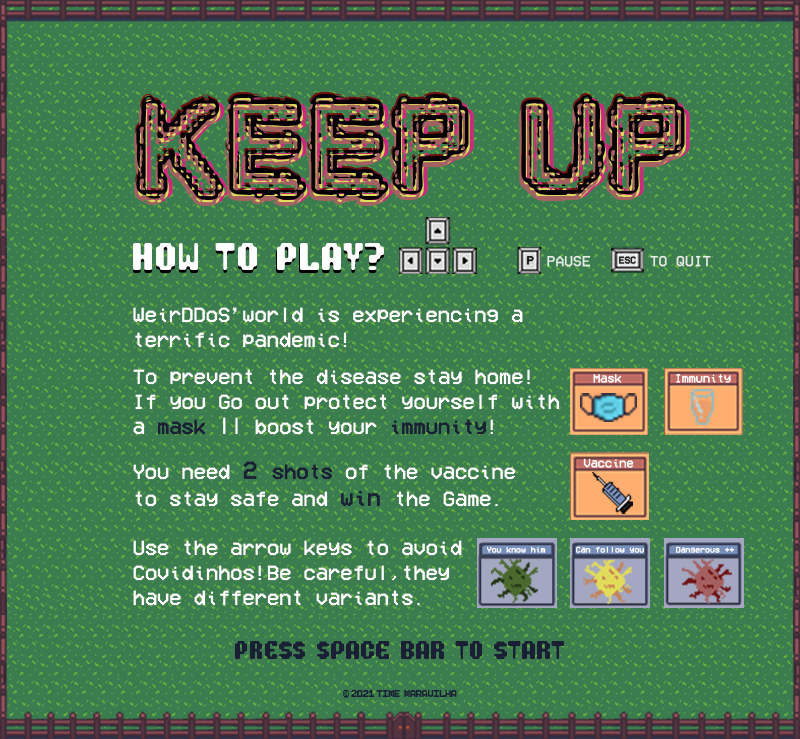 KEEP UP
HOW TO PLAY?
P PAUSE
ESC TO QUIT
WeirDDoS'world is experiencing a
terrific pandemic!
To prevent the disease stay home!
If you Go out protect yourself with
a mask || boost your immunity!
Mask
Immunity
You need 2 shots of the vaccine
to stay safe and win the Game.
Vaccine
Use the arrow keys to avoid
Covidinhos!Be careful,they
have different variants.
You know him
Can follow you
Dangerous ++
PRESS SPACE BAR TO START
© 2021 TIME MARAVILHA